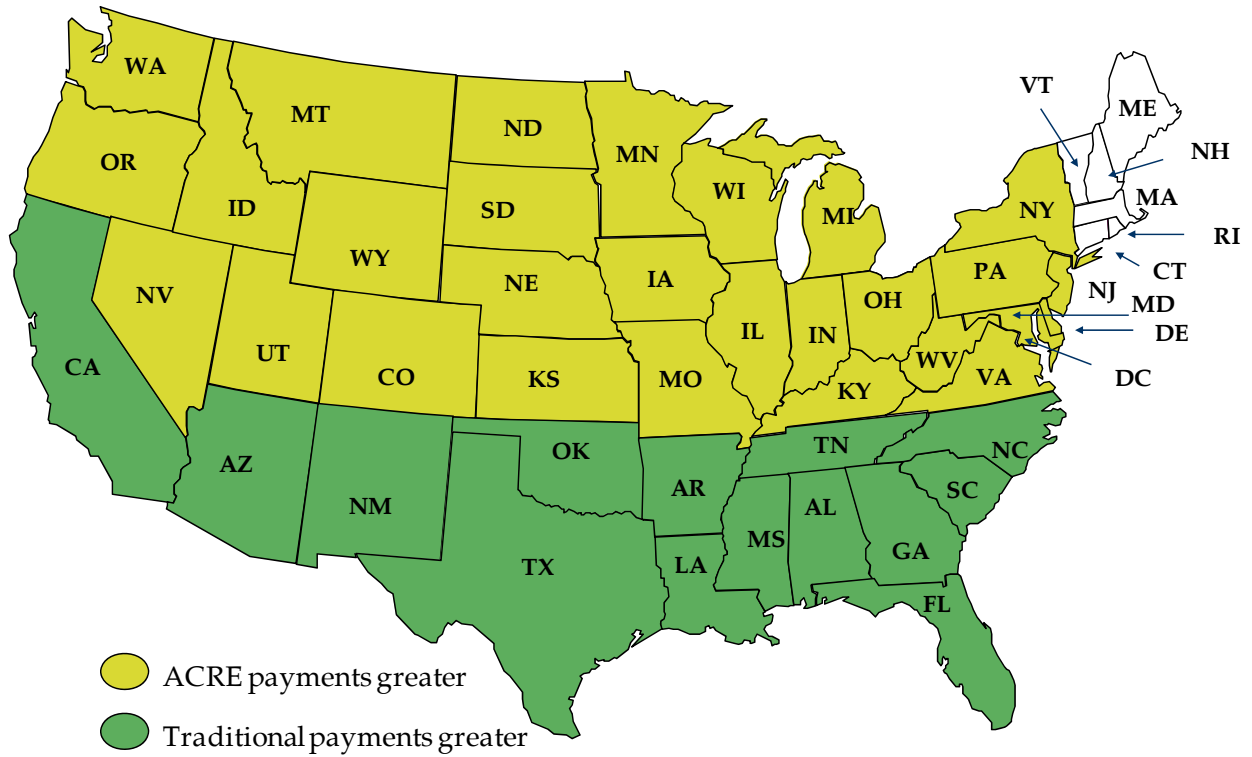 WA
MT
ND
MN
VT
ME
NH
OR
ID
SD
WI
MI
NY
MA
RI
WY
NE
IA
PA
CT
NV
OH
NJ
MD
DE
UT
IL
IN
WV
CA
CO
KS
MO
KY
VA
DC
AZ
OK
TN
NC
NM
AR
AL
SC
MS
GA
TX
LA
FL
ACRE payments greater
Traditional payments greater